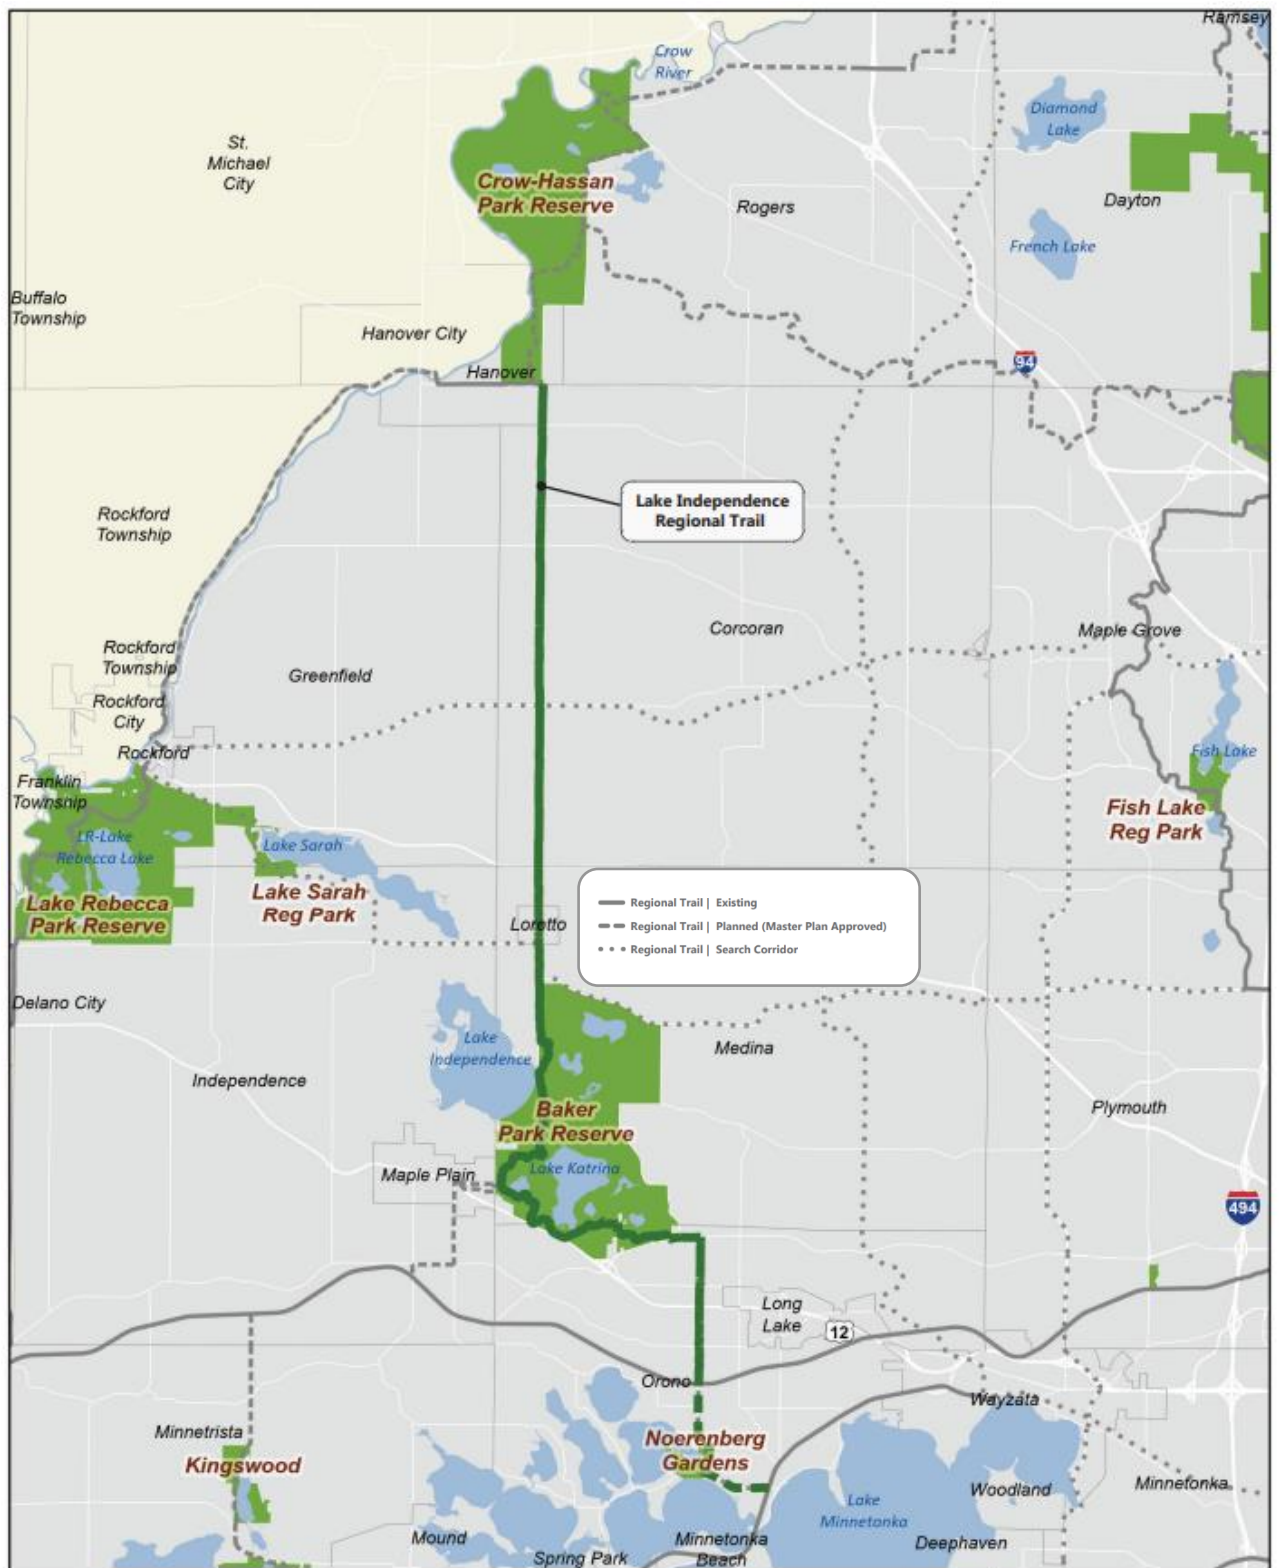 Ramsey
Crow
River
Diamond
Lake
St.
Michael
City
Crow-Hassan
Park Reserve
Rogers
Dayton
French Lake
Buffalo
Township
Hanover City
94
Hanover
Lake Independence
Regional Trail
Rockford
Township
Corcoran
Maple Grove
Rockford
Township
Greenfield
Rockford
City
Rockford
Fish Lake
Franklin
Township
Fish Lake
Reg Park
LR-Lake
Rebecca Lake
Lake Sarah
Lake Rebecca
Park Reserve
Lake Sarah
Reg Park
Loretto
Regional Trail | Existing
Regional Trail | Planned (Master Plan Approved)
Regional Trail | Search Corridor
Delano City
Lake
Independence
Medina
Independence
Baker
Park Reserve
Plymouth
Maple Plain
Lake Katrina
494
Long
Lake
12
Orono
Wayzata
Minnetrista
Kingswood
Noerenberg
Gardens
Minnetonka
Woodland
Lake
Minnetonka
Mound
Minnetonka
Beach
Deephaven
Spring Park